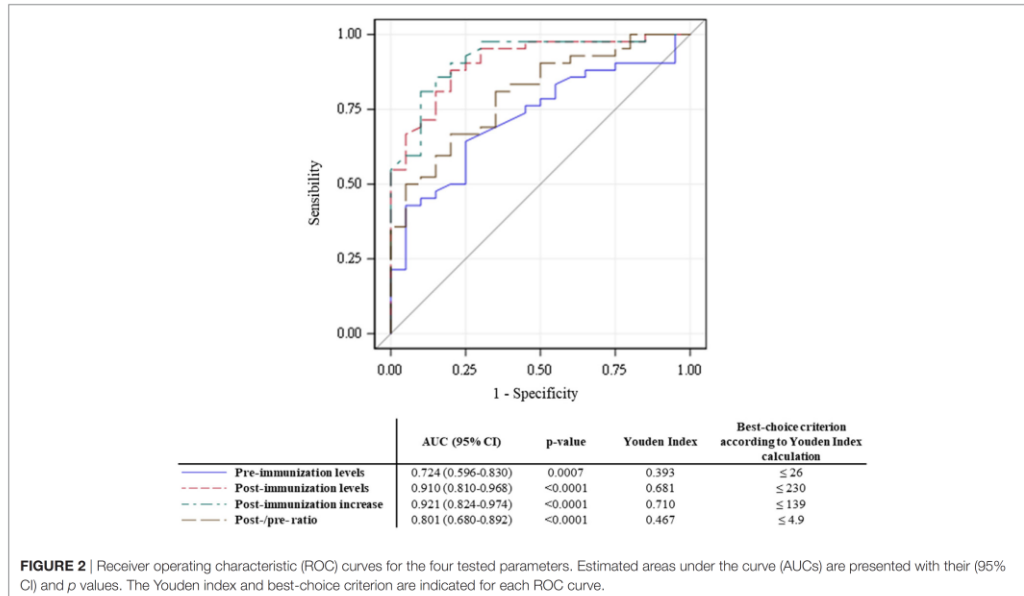 1.00
0.75
0.50
0.25
0.00
Sensibility
0.00 0.25 0.50 0.75 1.00
1 - Specificity
AUC (95% CI) p-value Youden Index Best-choice criterion
according to Youden Index
calculation
Pre-immunization levels 0.724 (0.596-0.830) 0.0007 0.393 ≤ 26
Post-immunization levels 0.910 (0.810-0.968) <0.0001 0.681 ≤ 230
Post-immunization increase 0.921 (0.824-0.974) <0.0001 0.710 ≤ 139
Post-/pre- ratio 0.801 (0.680-0.892) <0.0001 0.467 ≤ 4.9
FIGURE 2 | Receiver operating characteristic (ROC) curves for the four tested parameters. Estimated areas under the curve (AUCs) are presented with their (95%
CI) and p values. The Youden index and best-choice criterion are indicated for each ROC curve.